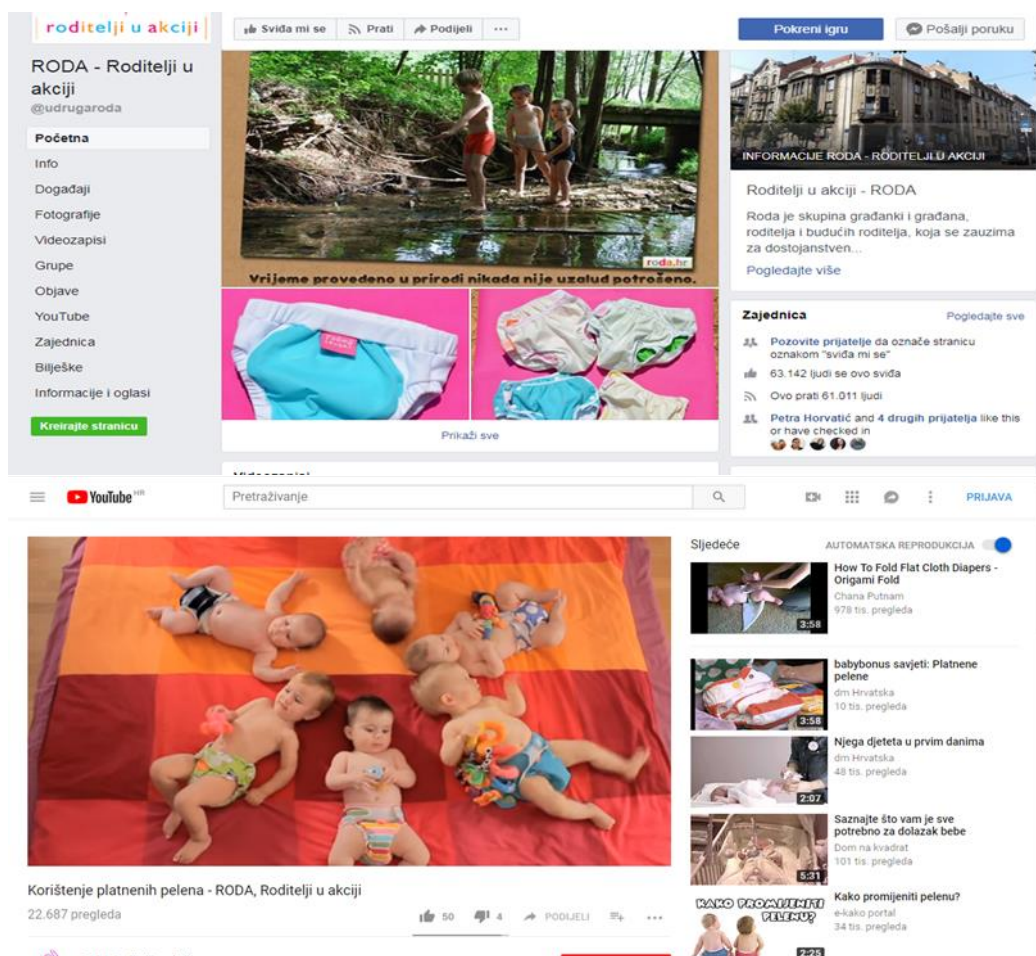 roditelji u akciji
Sviđa mi se
Prati
Podijeli
Pokreni igru
Pošalji poruku
RODA - Roditelji u
akciji
@udrugaroda
Početna
Info
Događaji
Fotografije
Videozapisi
Grupe
Objave
YouTube
Zajednica
Bilješke
Informacije i oglasi
Kreirajte stranicu
roda.hr
Vrijeme provedeno u prirodi nikada nije uzalud potrošeno.
Prikaži sve
INFORMACIJE RODA - RODITELJI U AKCIJI
Roditelji u akciji - RODA
Roda je skupina građanki i građana,
roditelja i budućih roditelja, koja se zauzima
za dostojanstven...
Pogledajte više
Zajednica
Pogledajte sve
Pozovite prijatelje da označe stranicu
oznakom "sviđa mi se"
63.142 ljudi se ovo sviđa
Ovo prati 61.011 ljudi
Petra Horvatić and 4 drugih prijatelja like this
or have checked in
YouTube HR
Pretraživanje
PRIJAVA
Korištenje platnenih pelena - RODA, Roditelji u akciji
22.687 pregleda
50
4
PODIJELI
Sljedeće
AUTOMATSKA REPRODUKCIJA
How To Fold Flat Cloth Diapers -
Origami Fold
Chana Putnam
978 tis. pregleda
3:58
babybonus savjeti: Platnene
pelene
dm Hrvatska
10 tis. pregleda
3:58
Njega djeteta u prvim danima
dm Hrvatska
48 tis. pregleda
2:07
Saznajte što vam je sve
potrebno za dolazak bebe
Dom na kvadrat
101 tis. pregleda
5:31
KAKO PROMIJENITI
PELENU?
Kako promijeniti pelenu?
e-kako portal
34 tis. pregleda
2:25